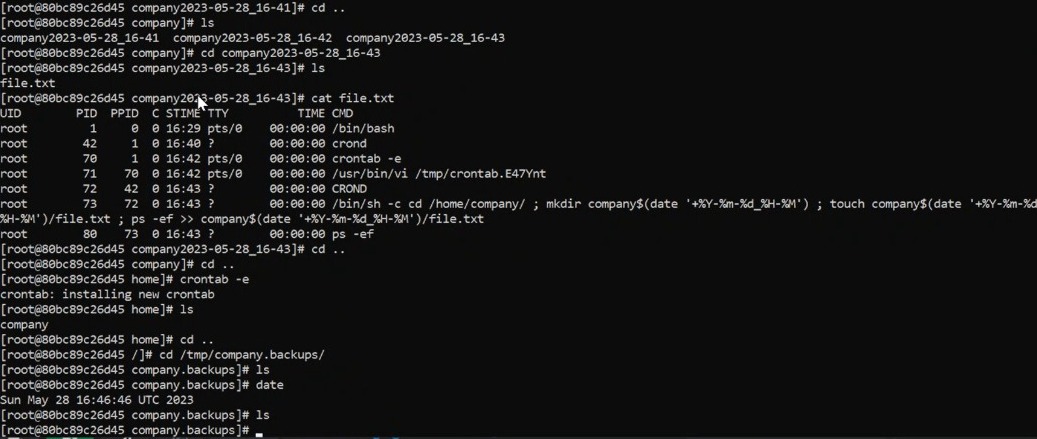 [root@80bc89c26d45 company2023-05-28_16-41]# cd ..
[root@80bc89c26d45 company]# ls
company2023-05-28_16-41  company2023-05-28_16-42  company2023-05-28_16-43
[root@80bc89c26d45 company]# cd company2023-05-28_16-43
[root@80bc89c26d45 company2023-05-28_16-43]# ls
file.txt
[root@80bc89c26d45 company2023-05-28_16-43]# cat file.txt
UID        PID  PPID  C STIME TTY          TIME CMD
root         1     0  0 16:29 pts/0    00:00:00 /bin/bash
root        42     1  0 16:40 ?        00:00:00 crond
root        70     1  0 16:42 pts/0    00:00:00 crontab -e
root        71    70  0 16:42 pts/0    00:00:00 /usr/bin/vi /tmp/crontab.E47Ynt
root        72    42  0 16:43 ?        00:00:00 CROND
root        73    72  0 16:43 ?        00:00:00 /bin/sh -c cd /home/company/ ; mkdir company$(date '+%Y-%m-%d_%H-%M') ; touch company$(date '+%Y-%m-%d_
%H-%M')/file.txt ; ps -ef >> company$(date '+%Y-%m-%d_%H-%M')/file.txt
root        80    73  0 16:43 ?        00:00:00 ps -ef
[root@80bc89c26d45 company2023-05-28_16-43]# cd ..
[root@80bc89c26d45 company]# cd ..
[root@80bc89c26d45 home]# crontab -e
crontab: installing new crontab
[root@80bc89c26d45 home]# ls
company
[root@80bc89c26d45 home]# cd ..
[root@80bc89c26d45 /]# cd /tmp/company.backups/
[root@80bc89c26d45 company.backups]# ls
[root@80bc89c26d45 company.backups]# date
Sun May 28 16:46:46 UTC 2023
[root@80bc89c26d45 company.backups]# ls
[root@80bc89c26d45 company.backups]#